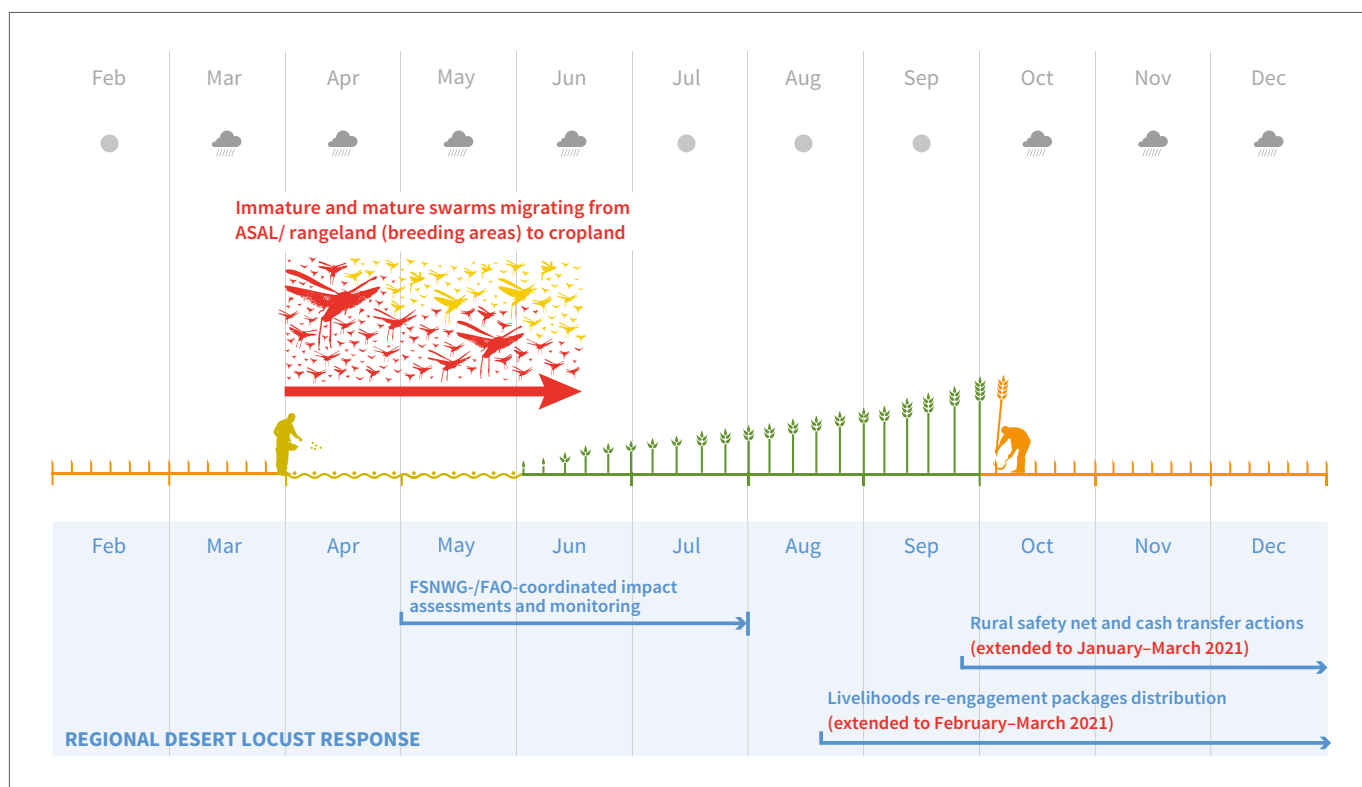 Feb Mar Apr May Jun Jul Aug Sep Oct Nov Dec
Immature and mature swarms migrating from
ASAL/ rangeland (breeding areas) to cropland
Feb Mar Apr May Jun Jul Aug Sep Oct Nov Dec
FSNWG-/FAO-coordinated impact
assessments and monitoring
Rural safety net and cash transfer actions
(extended to January–March 2021)
Livelihoods re-engagement packages distribution
(extended to February–March 2021)
REGIONAL DESERT LOCUST RESPONSE